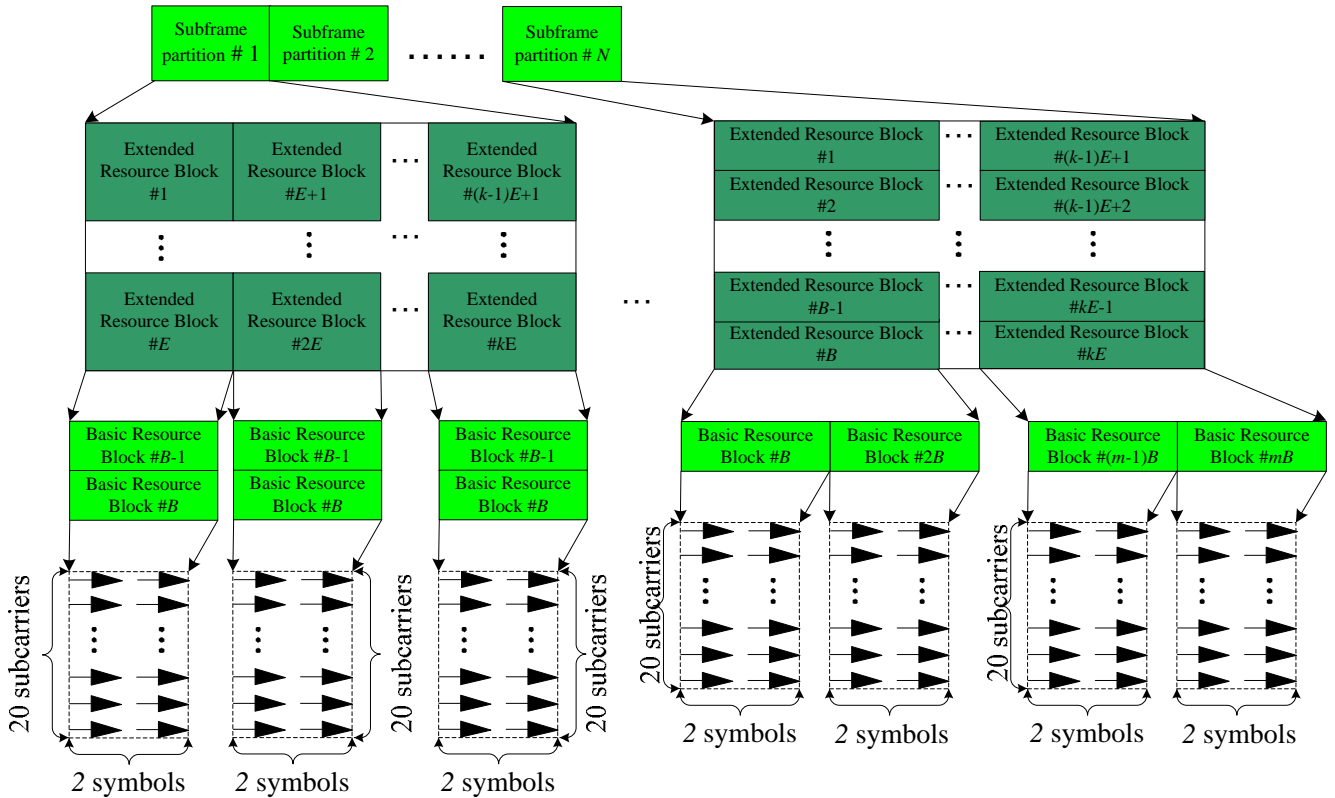 Subframe
partition # 1
Subframe
partition # 2
......
Subframe
partition # N
Extended
Resource Block
#1
Extended
Resource Block
#E+1
...
Extended
Resource Block
#(k-1)E+1
...
Extended
Resource Block
#E
Extended
Resource Block
#2E
...
Extended
Resource Block
#kE
...
Extended Resource Block
#1
...
Extended Resource Block
#(k-1)E+1
Extended Resource Block
#2
...
Extended Resource Block
#(k-1)E+2
Extended Resource Block
#B-1
...
Extended Resource Block
#kE-1
Extended Resource Block
#B
...
Extended Resource Block
#kE
Basic Resource
Block #B-1
Basic Resource
Block #B
Basic Resource
Block #B-1
Basic Resource
Block #B
Basic Resource
Block #B-1
Basic Resource
Block #B
Basic Resource
Block #B
Basic Resource
Block #2B
Basic Resource
Block #(m-1)B
Basic Resource
Block #mB
20 subcarriers
20 subcarriers
20 subcarriers
20 subcarriers
20 subcarriers
2 symbols
2 symbols
2 symbols
2 symbols
2 symbols
2 symbols
2 symbols